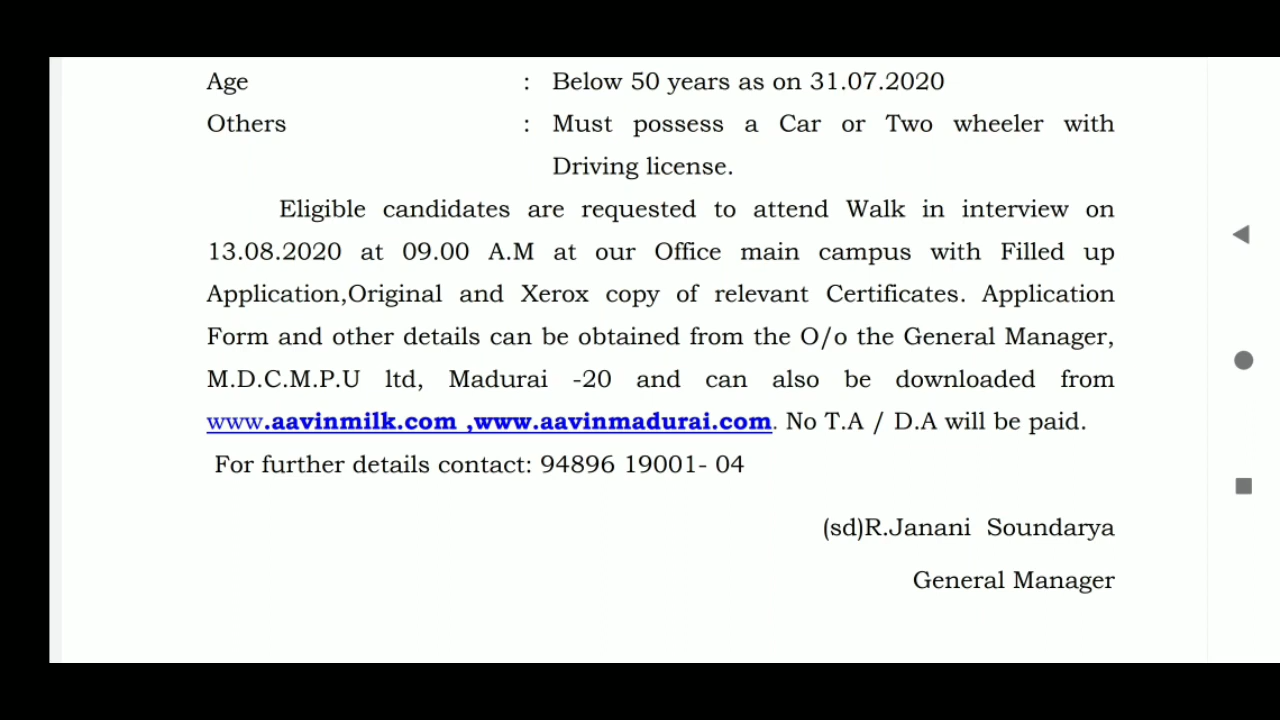 Age : Below 50 years as on 31.07.2020
Others : Must possess a Car or Two wheeler with
Driving license.
Eligible candidates are requested to attend Walk in interview on
13.08.2020 at 09.00 A.M at our Office main campus with Filled up
Application,Original and Xerox copy of relevant Certificates. Application
Form and other details can be obtained from the O/o the General Manager,
M.D.C.M.P.U ltd, Madurai -20 and can also be downloaded from
www.aavinmilk.com ,www.aavinmadurai.com. No T.A / D.A will be paid.
For further details contact: 94896 19001- 04
(sd)R.Janani Soundarya
General Manager